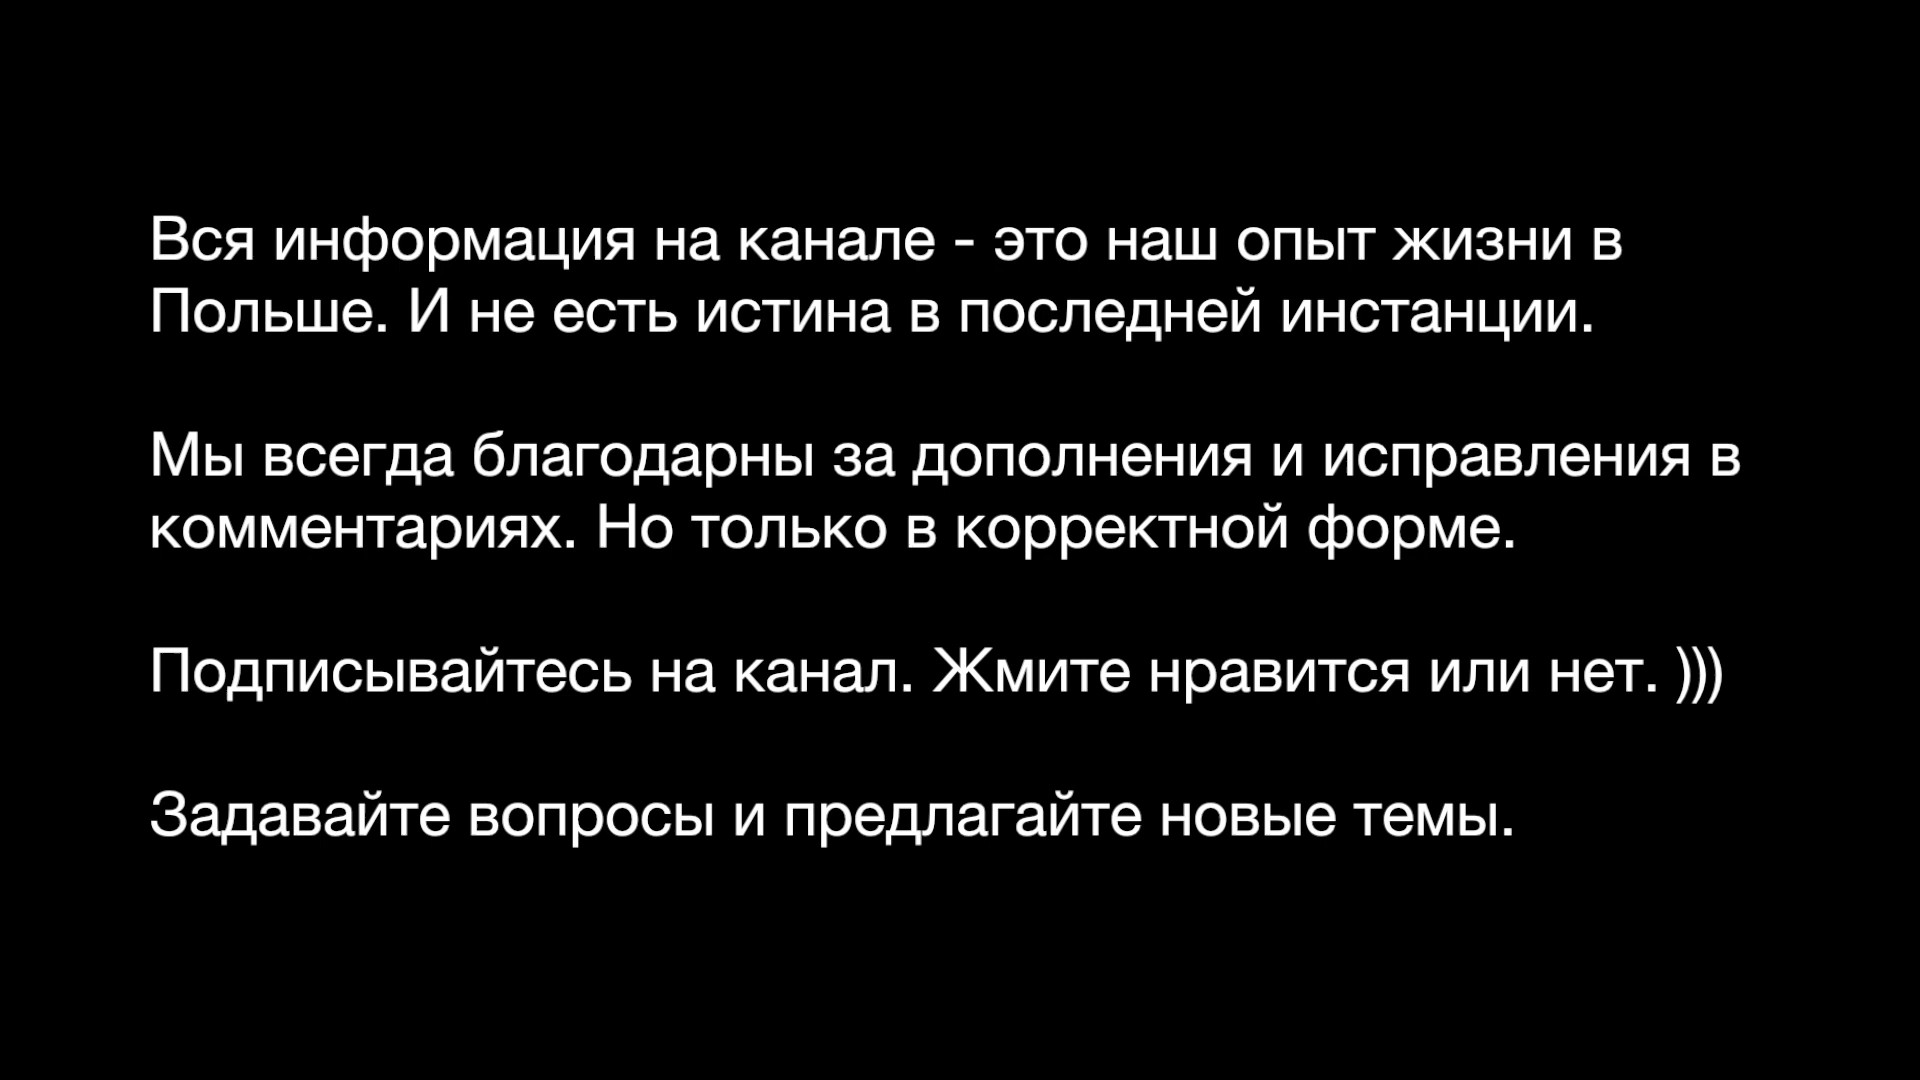 Вся информация на канале - это наш опыт жизни в
Польше. И не есть истина в последней инстанции.
Мы всегда благодарны за дополнения и исправления в
комментариях. Но только в корректной форме.
Подписывайтесь на канал. Жмите нравится или нет. )))
Задавайте вопросы и предлагайте новые темы.